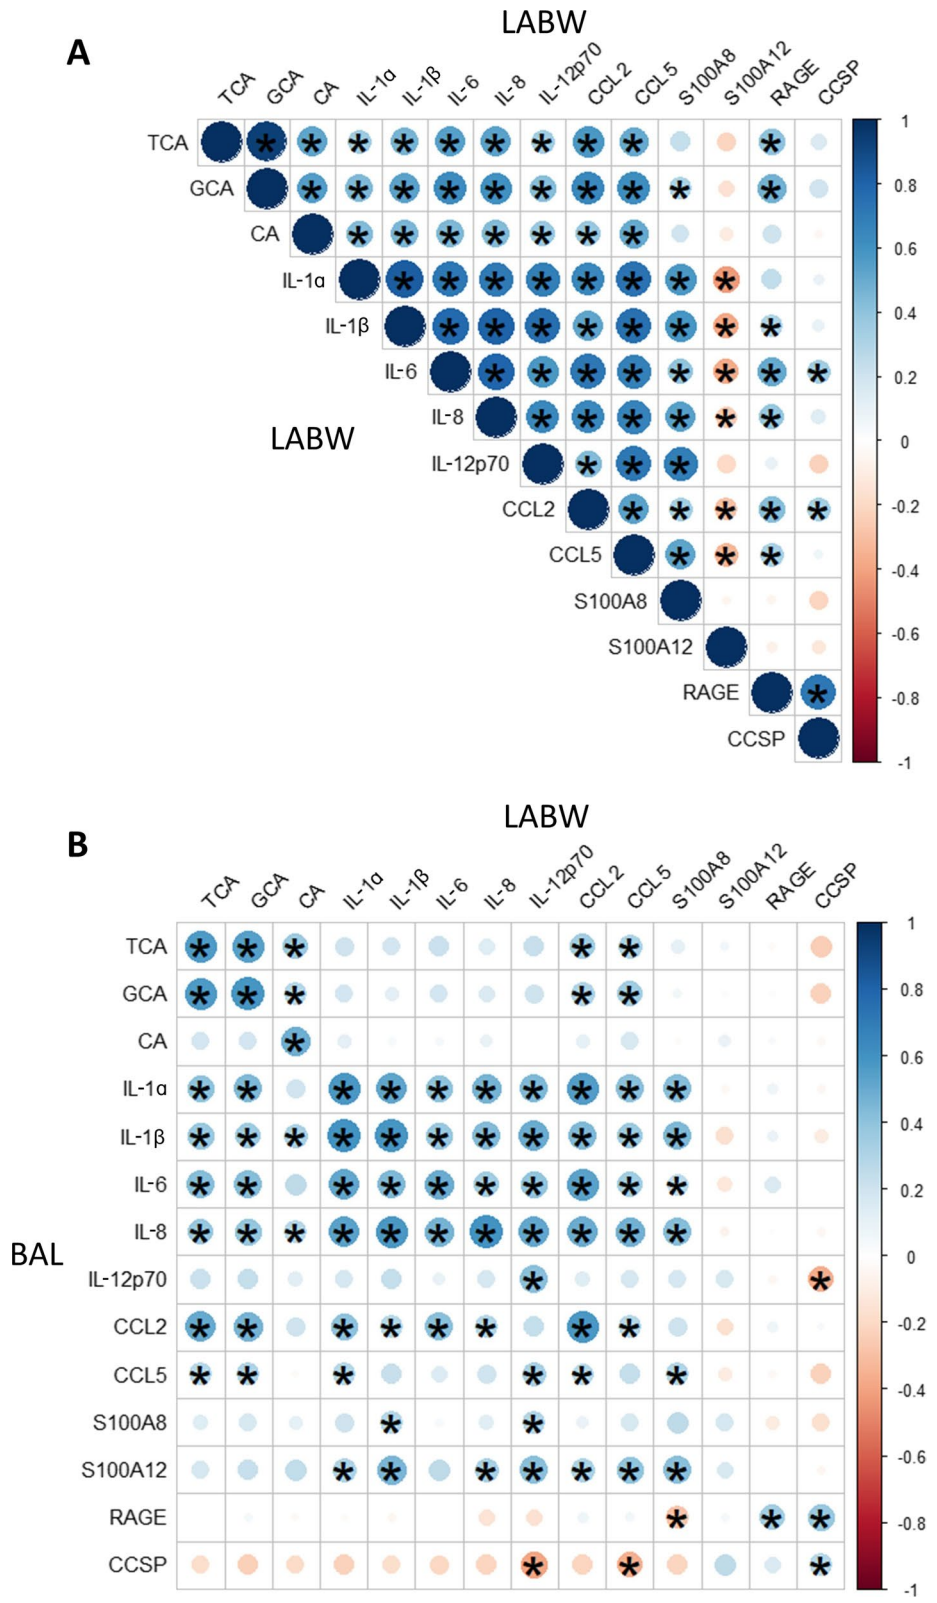 LABW
A
TCA GCA CA IL-1α IL-1β IL-6 IL-8 IL-12p70 CCL2 CCL5 S100A8 S100A12 RAGE CCSP
TCA * * * * * * * * * * *
GCA * * * * * * * * * *
CA * * * * * * *
IL-1α * * * * * * * *
IL-1β * * * * * * * *
IL-6 * * * * * * * *
IL-8 * * * * * *
LABW
IL-12p70 * * *
CCL2 * * * * *
CCL5 * * *
S100A8
S100A12
RAGE *
CCSP
1
0.8
0.6
0.4
0.2
0
-0.2
-0.4
-0.6
-0.8
-1
LABW
B
TCA GCA CA IL-1α IL-1β IL-6 IL-8 IL-12p70 CCL2 CCL5 S100A8 S100A12 RAGE CCSP
BAL
TCA * * * * *
GCA * * * * *
CA *
IL-1α * * * * * * * * * *
IL-1β * * * * * * * * * * *
IL-6 * * * * * * * * * *
IL-8 * * * * * * * * * * *
IL-12p70 * *
CCL2 * * * * * * * *
CCL5 * * * * * *
S100A8 * *
S100A12 * * * * * * *
RAGE * * *
CCSP * * *
1
0.8
0.6
0.4
0.2
0
-0.2
-0.4
-0.6
-0.8
-1